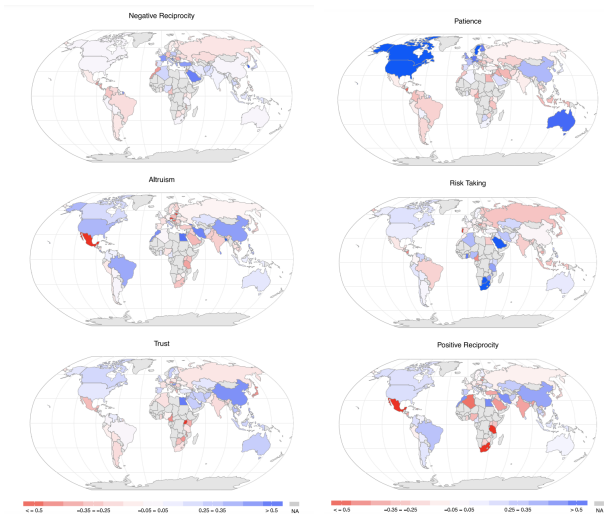 Negative Reciprocity
Patience
Altruism
Risk Taking
Trust
Positive Reciprocity
< = 0.5 −0.35 −0.25 −0.05 = 0.05 0.25 = 0.35 > 0.5 NA
< = 0.5 −0.35 −0.25 −0.05 = 0.05 0.25 = 0.35 > 0.5 NA